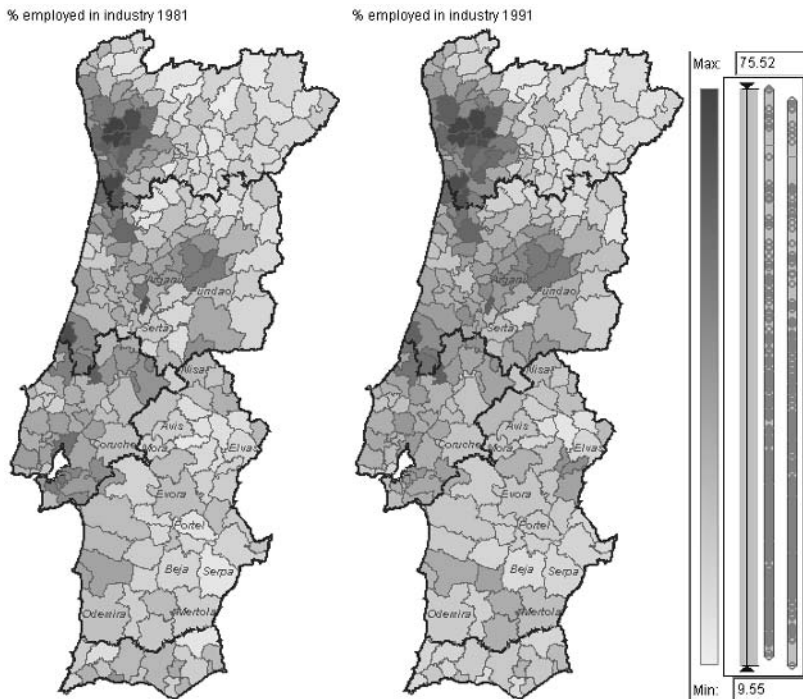 % employed in industry 1981
% employed in industry 1991
Max: 75.52
Arganil
Fundao
Serta
Nisa
Avis
Coruche
Mora
Elvas
Evora
Portel
Beja
Serpa
Odemira
Mertola
Arganil
Fundao
Serta
Nisa
Avis
Coruche
Mora
Elvas
Evora
Portel
Beja
Serpa
Odemira
Mertola
Min: 9.55